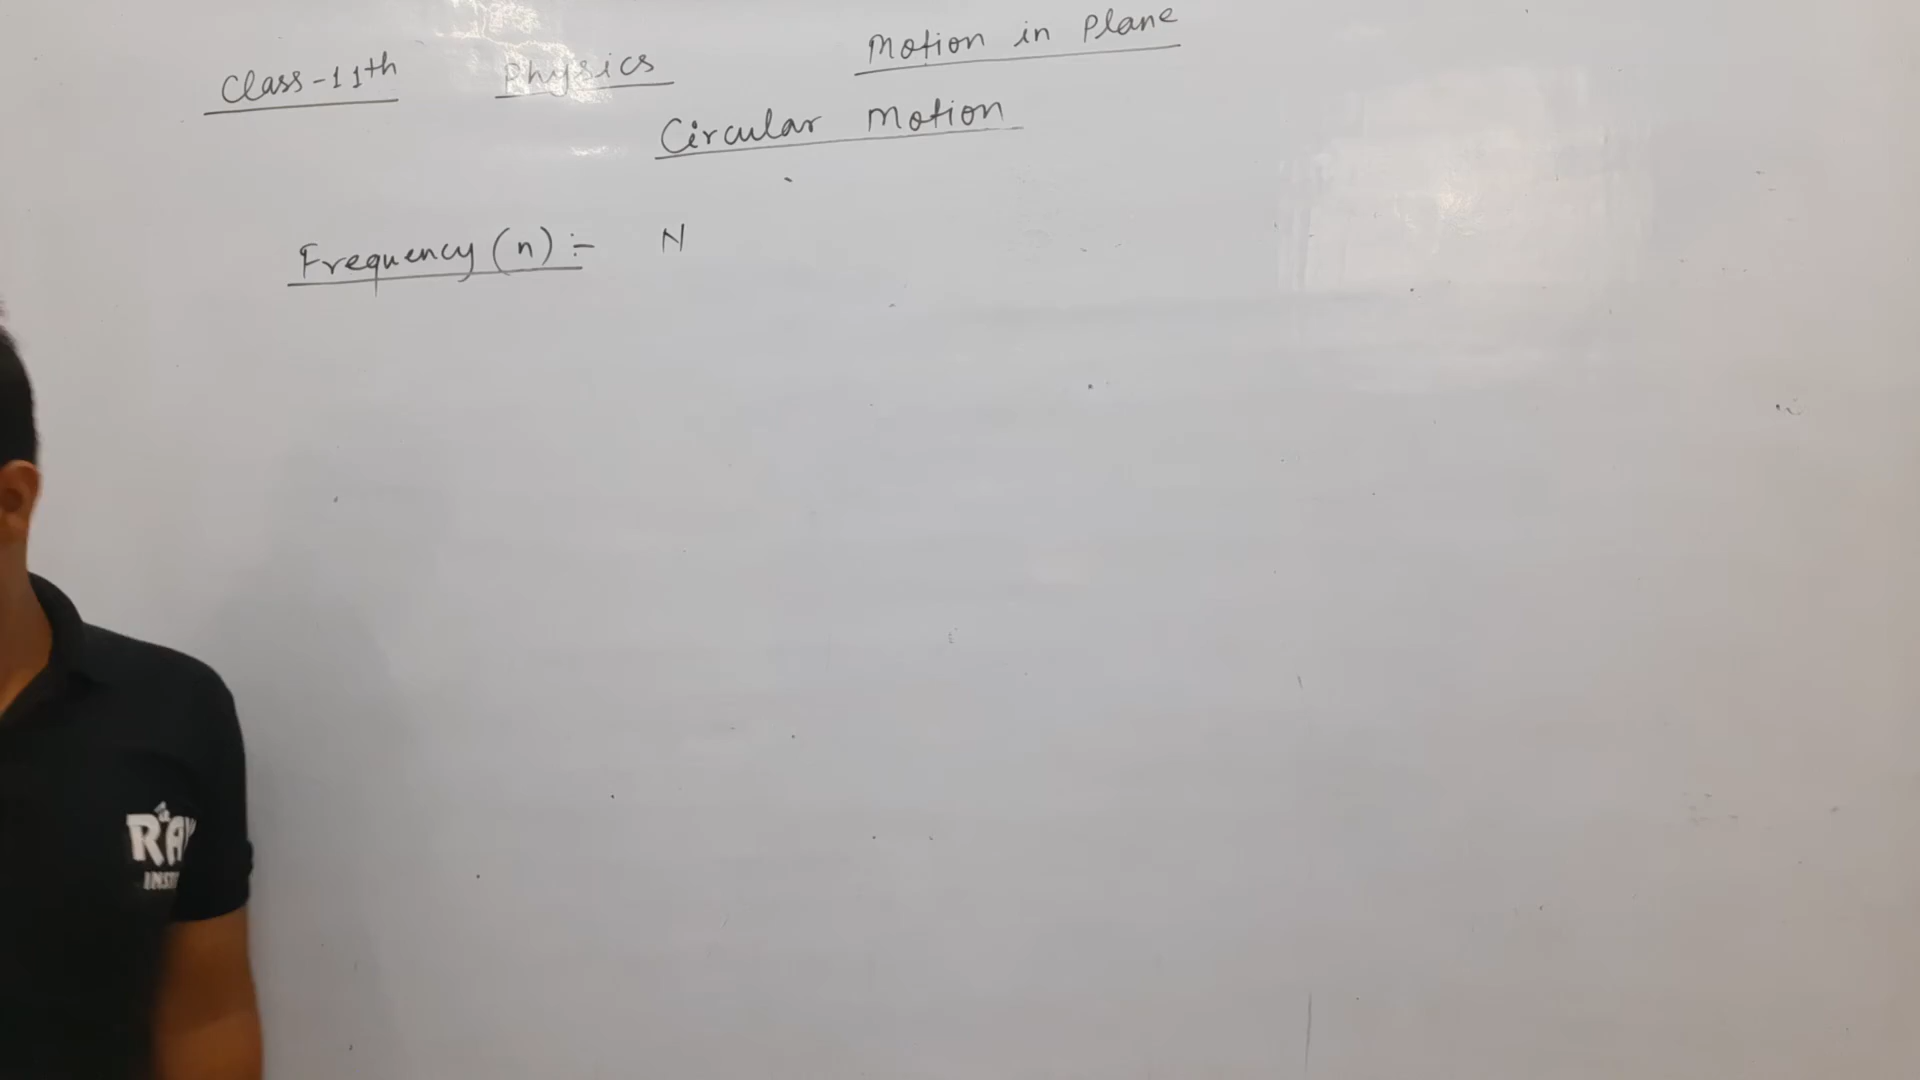 Class-11th Physics Motion in Plane
Circular Motion
Frequency (n) :- N